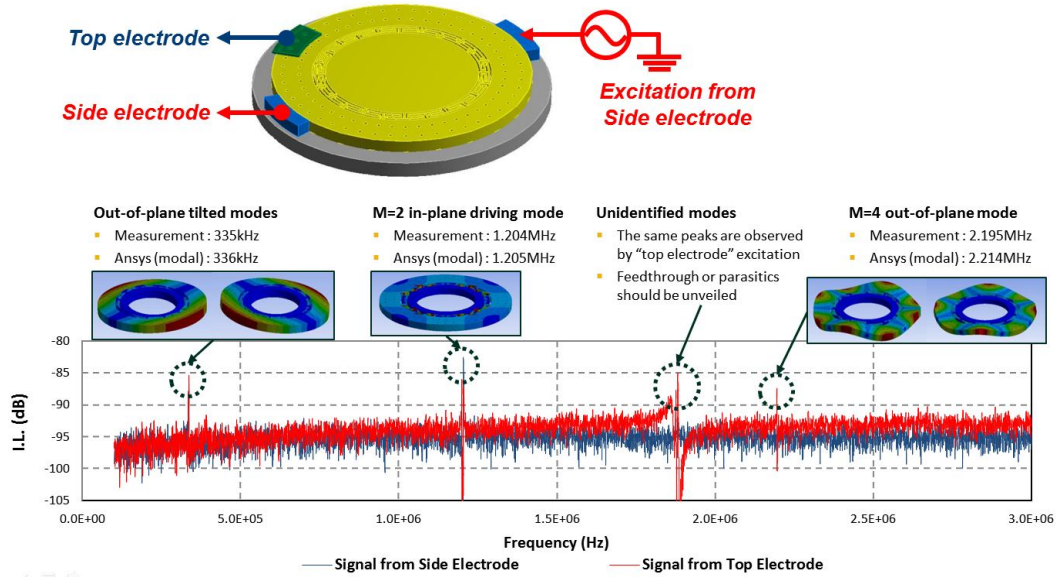 Top electrode
Side electrode
Excitation from
Side electrode
Out-of-plane tilted modes
Measurement : 335kHz
Ansys (modal) : 336kHz
M=2 in-plane driving mode
Measurement : 1.204MHz
Ansys (modal) : 1.205MHz
Unidentified modes
The same peaks are observed
by “top electrode” excitation
Feedthrough or parasitics
should be unveiled
M=4 out-of-plane mode
Measurement : 2.195MHz
Ansys (modal) : 2.214MHz
I.L. (dB)
-80
-85
-90
-95
-100
-105
0.0E+00
5.0E+05
1.0E+06
1.5E+06
2.0E+06
2.5E+06
3.0E+06
Frequency (Hz)
Signal from Side Electrode
Signal from Top Electrode